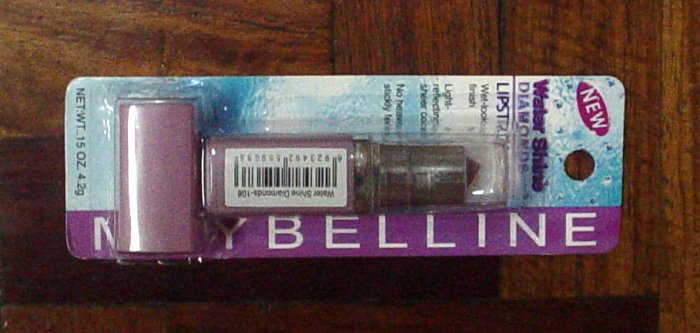 NEW
Water Shine
DIAMONDS
LIPSTICK
Wet-looking
finish
Light-
reflecting
sheer color
No heavy
sticky feel
NET WT. .15 OZ. 4.2g
Water Shine Diamonds-108
MAYBELLINE